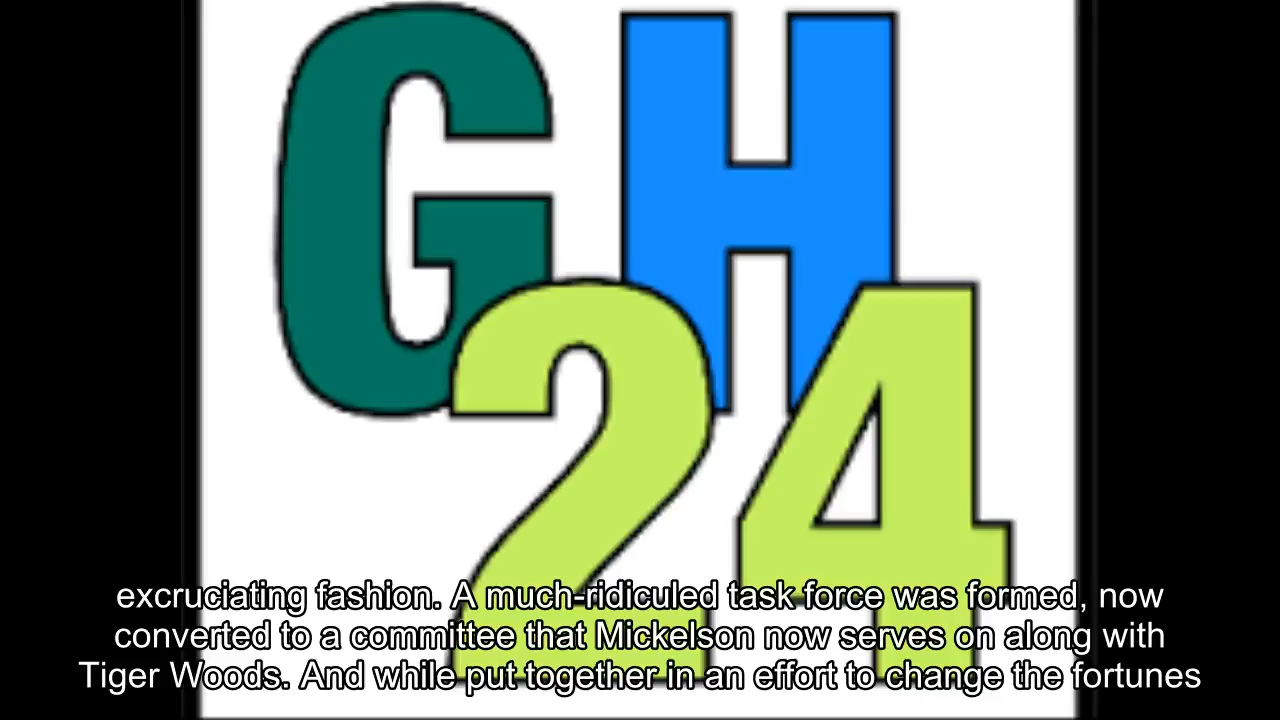 GH
24
excruciating fashion. A much-ridiculed task force was formed, now
converted to a committee that Mickelson now serves on along with
Tiger Woods. And while put together in an effort to change the fortunes